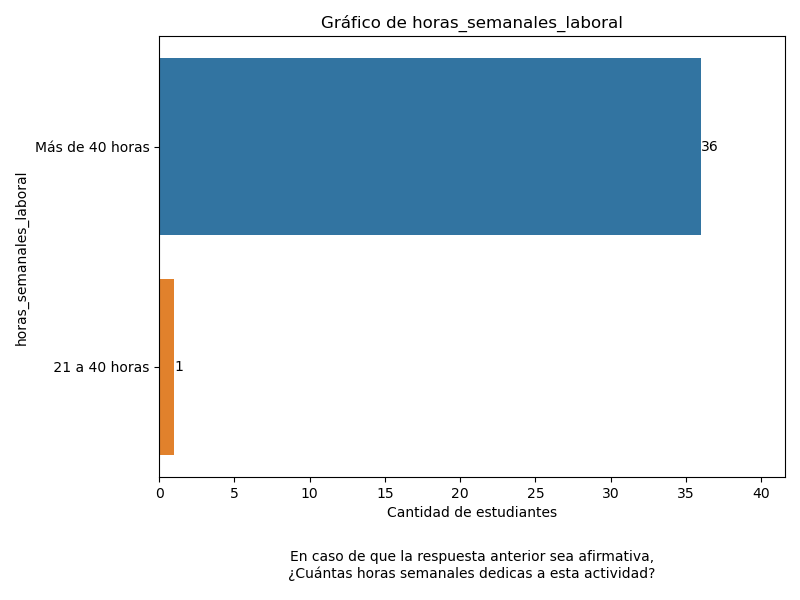 Gráfico de horas_semanales_laboral
horas_semanales_laboral
Más de 40 horas
36
21 a 40 horas
1
0 5 10 15 20 25 30 35 40
Cantidad de estudiantes
En caso de que la respuesta anterior sea afirmativa,
¿Cuántas horas semanales dedicas a esta actividad?